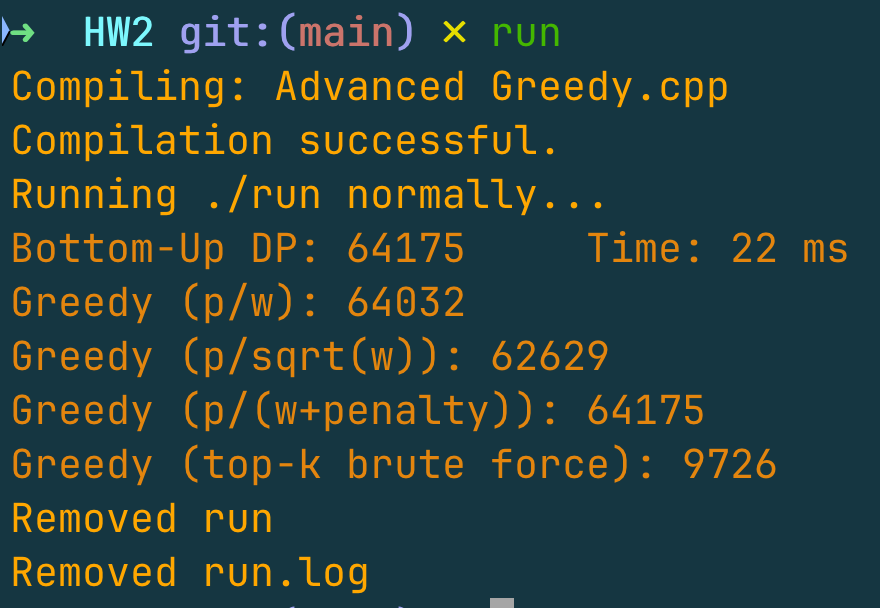 ➜ HW2 git:(main) ✕ run
Compiling: Advanced Greedy.cpp
Compilation successful.
Running ./run normally...
Bottom-Up DP: 64175 Time: 22 ms
Greedy (p/w): 64032
Greedy (p/sqrt(w)): 62629
Greedy (p/(w+penalty)): 64175
Greedy (top-k brute force): 9726
Removed run
Removed run.log